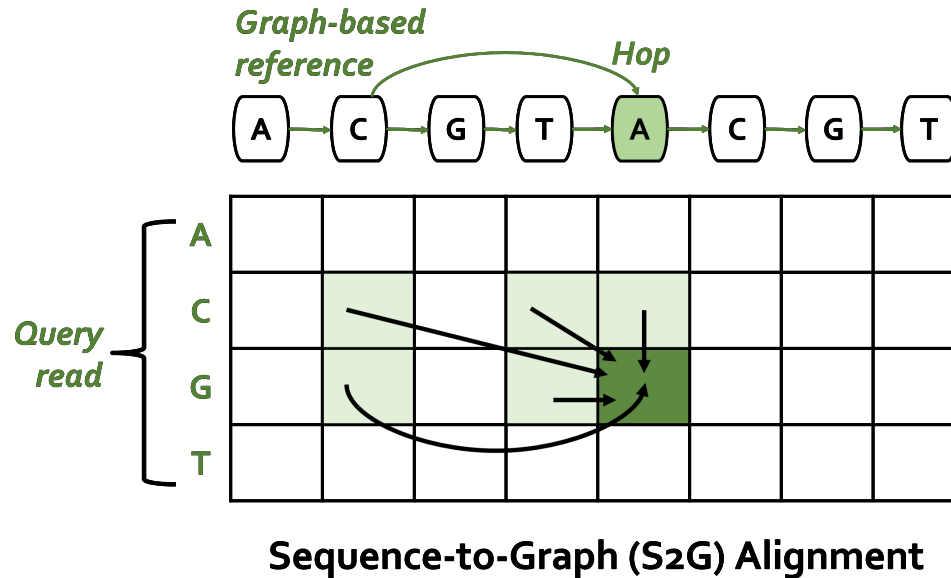 Graph-based
reference
Hop
A C G T A C G T
A
C
Query
read
G
T
Sequence-to-Graph (S2G) Alignment